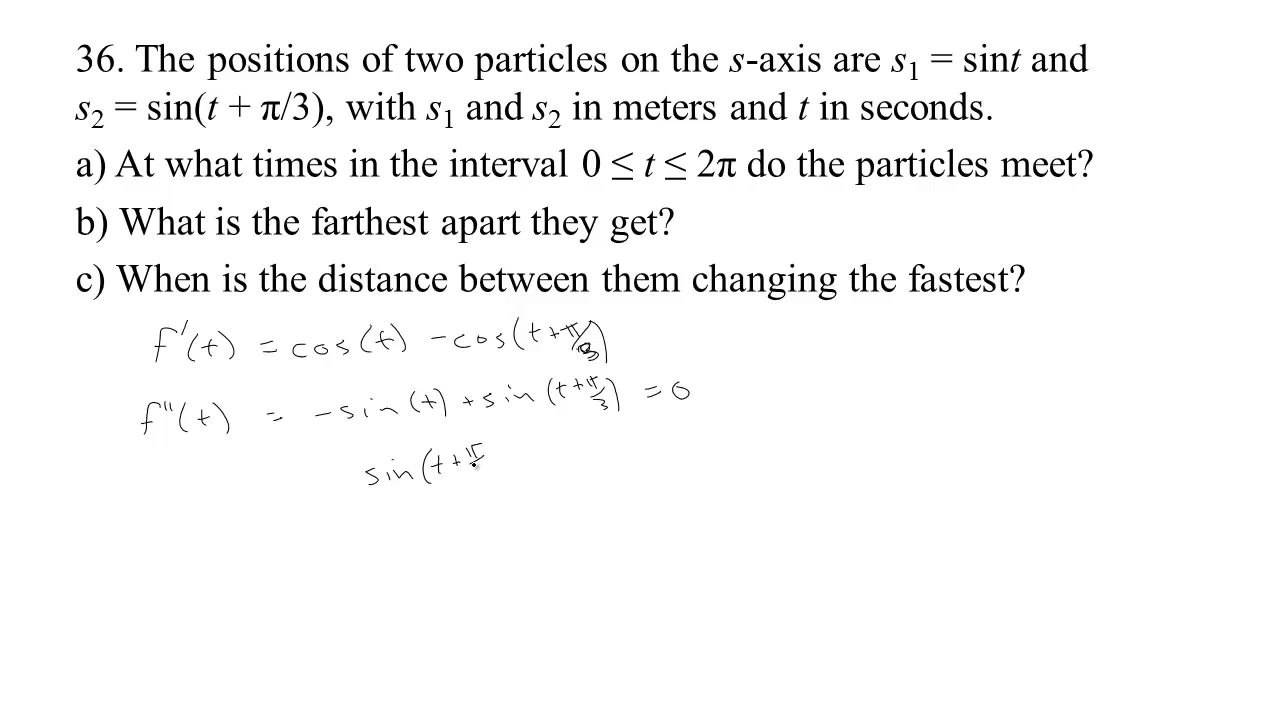 36. The positions of two particles on the s-axis are s₁ = sint and
s₂ = sin(t + π/3), with s₁ and s₂ in meters and t in seconds.
a) At what times in the interval 0 ≤ t ≤ 2π do the particles meet?
b) What is the farthest apart they get?
c) When is the distance between them changing the fastest?
f'(t) = cos(t) - cos(t+π/3)
f''(t) = -sin(t) + sin(t+π/3) = 0
sin(t+π